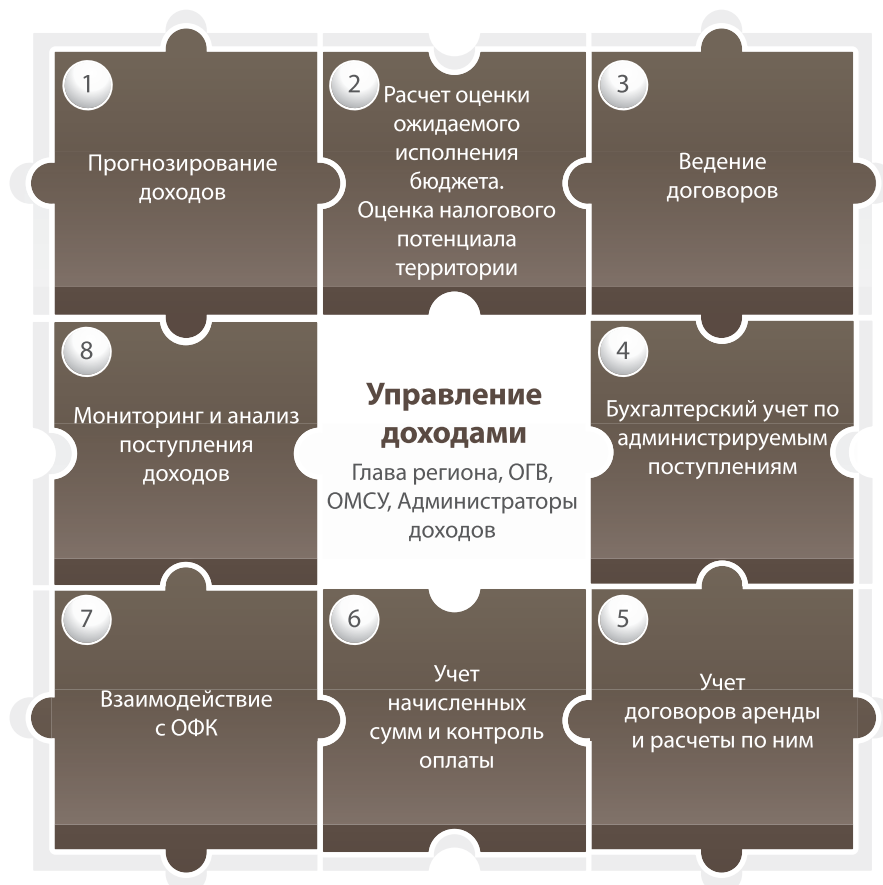 1
Прогнозирование
доходов
2
Расчет оценки
ожидаемого
исполнения
бюджета.
Оценка налогового
потенциала
территории
3
Ведение
договоров
8
Мониторинг и анализ
поступления
доходов
Управление
доходами
Глава региона, ОГВ,
ОМСУ, Администраторы
доходов
4
Бухгалтерский учет по
администрируемым
поступлениям
7
Взаимодействие
с ОФК
6
Учет
начисленных
сумм и контроль
оплаты
5
Учет
договоров аренды
и расчеты по ним